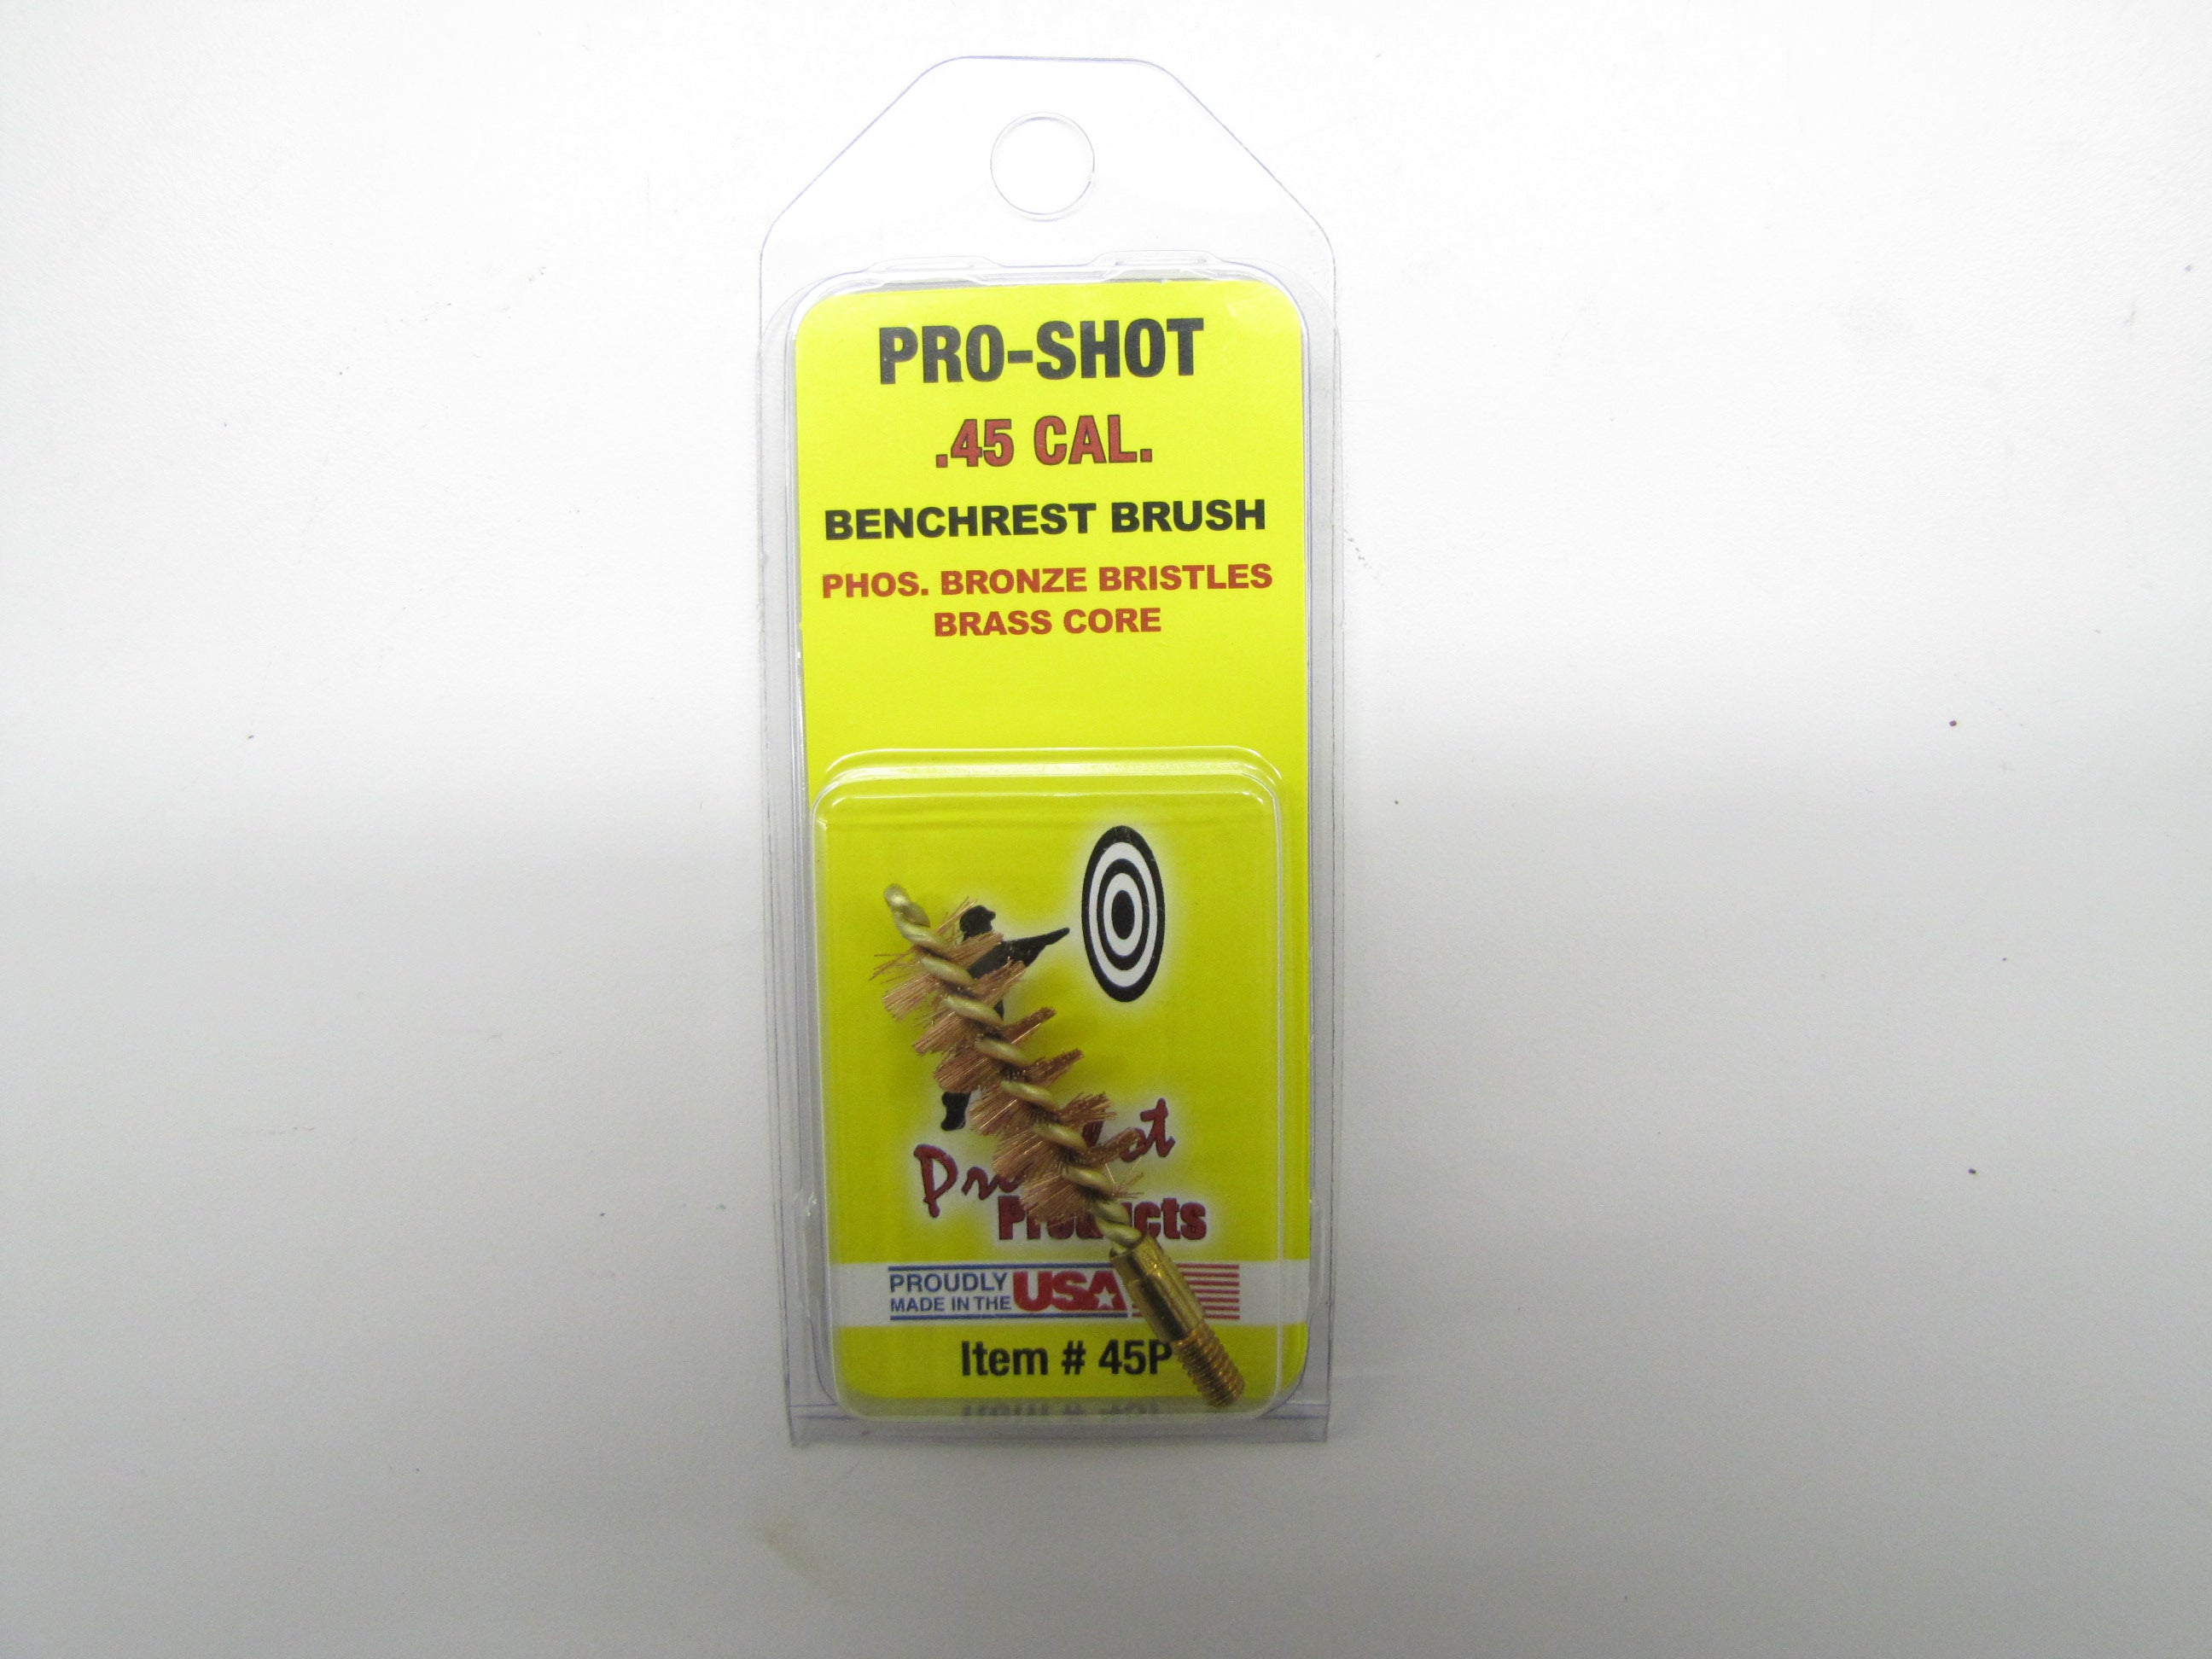 PRO-SHOT
.45 CAL.
BENCHREST BRUSH
PHOS. BRONZE BRISTLES
BRASS CORE
PROUDLY
MADE IN THE USA
Item # 45P